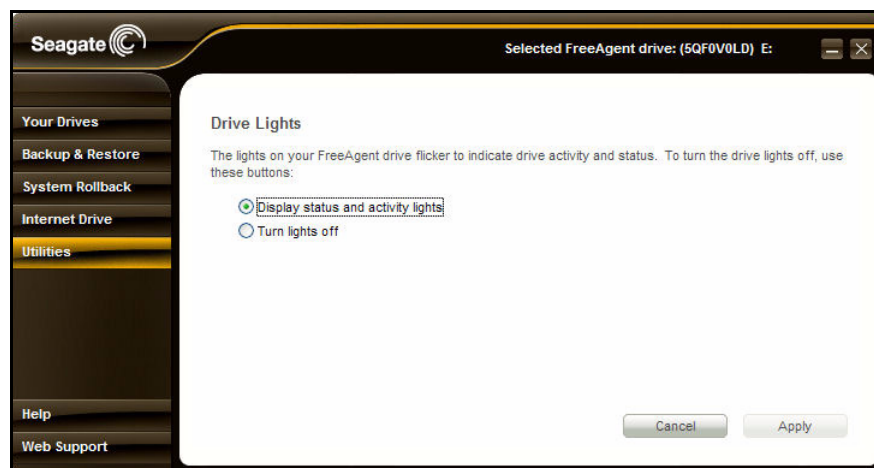 Seagate
Selected FreeAgent drive: (5QF0V0LD) E:
Your Drives
Backup & Restore
System Rollback
Internet Drive
Utilities
Help
Web Support
Drive Lights
The lights on your FreeAgent drive flicker to indicate drive activity and status. To turn the drive lights off, use
these buttons:
Display status and activity lights
Turn lights off
Cancel
Apply